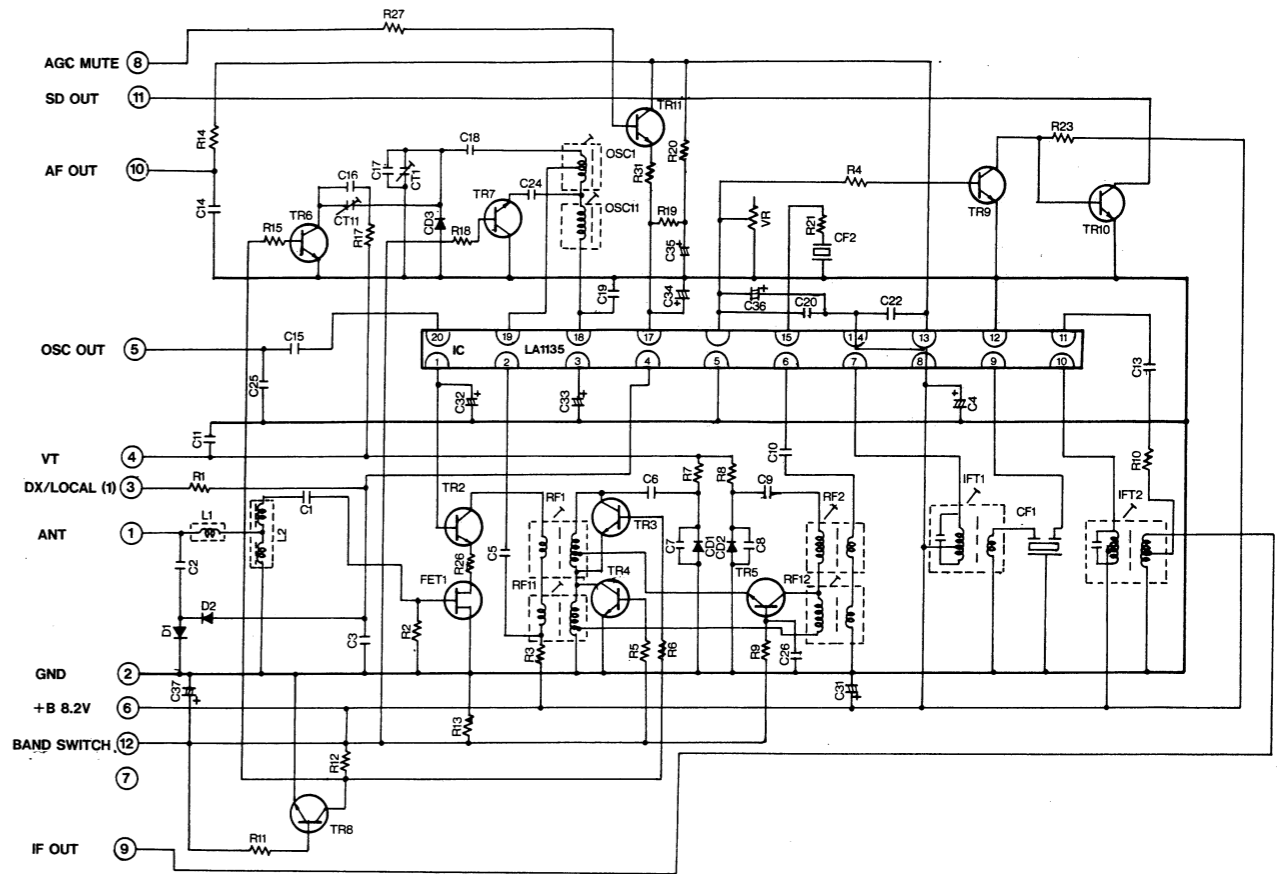 R27
AGC MUTE 8
SD OUT 11
TR11
R14
R20
R23
AF OUT 10
C18
OSC1
C17
CT1
R31
R4
C16
TR7
C24
TR9
C14
TR6
CT11
CD3
OSC11
R19
VR
R21
CF2
TR10
R15
R17
R18
C35
C19
C34
C36
C20
C22
OSC OUT 5
C15
20 19 18 17 15 14 13 12 11
IC LA1135
1 2 3 4 5 6 7 8 9 10
C25
C32
C33
C4
C13
C11
VT 4
C10
R10
DX/LOCAL (1) 3
R1
R7
R8
C6
C9
TR2
RF1
TR3
RF2
IFT1
IFT2
ANT 1
L1
L2
C1
C5
C7
CD1
CD2
C8
CF1
C2
R26
FET1
RF11
TR4
TR5
RF12
D2
D1
C3
R2
R3
R5
R6
R9
C26
GND 2
C37
C31
+B 8.2V 6
R13
BAND SWITCH 12
R12
7
TR8
R11
IF OUT 9